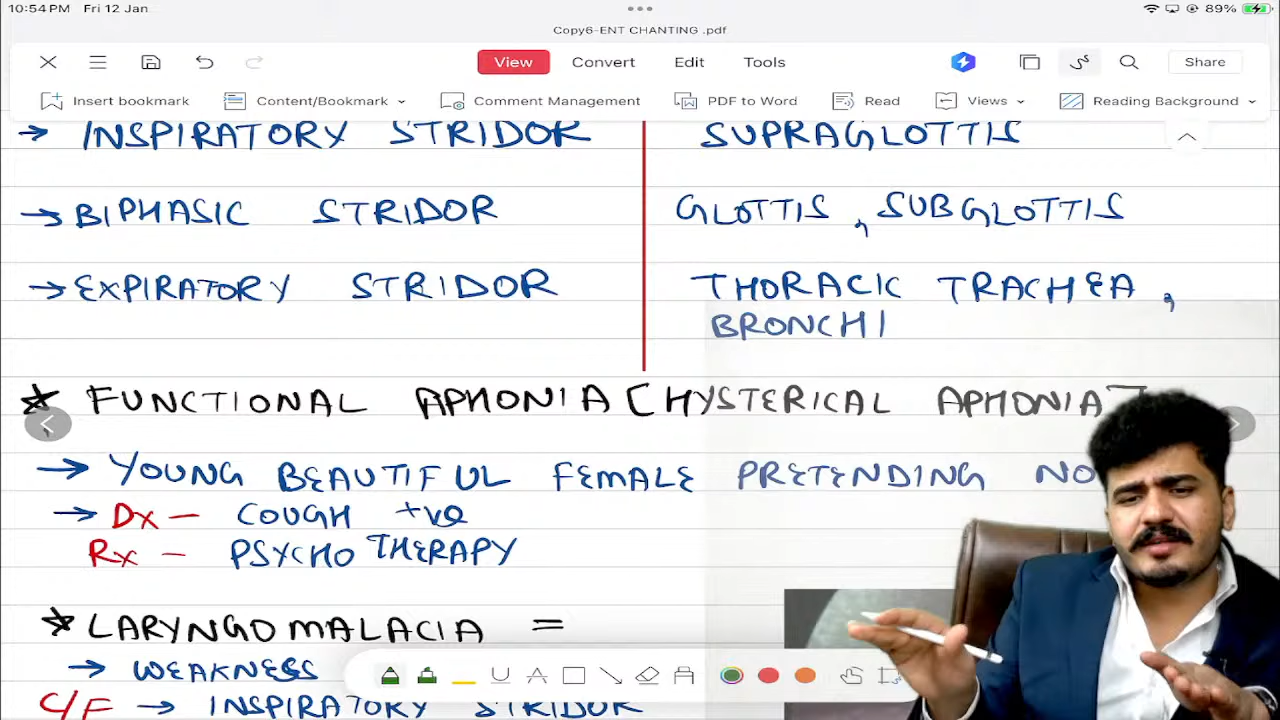 10:54 PM Fri 12 Jan
89%
Copy6-ENT CHANTING .pdf
View Convert Edit Tools
Share
Insert bookmark Content/Bookmark Comment Management PDF to Word Read Views Reading Background
→ INSPIRATORY STRIDOR SUPRAGLOTTIS
→ BIPHASIC STRIDOR GLOTTIS, SUBGLOTTIS
→ EXPIRATORY STRIDOR THORACIC TRACHEA,
BRONCHI
* FUNCTIONAL APHONIA [HYSTERICAL APHONIA]
→ YOUNG BEAUTIFUL FEMALE PRETENDING NO
→ Dx - COUGH +ve
Rx - PSYCHOTHERAPY
* LARYNGOMALACIA =
→ WEAKNESS
C/F → INSPIRATORY STRIDOR